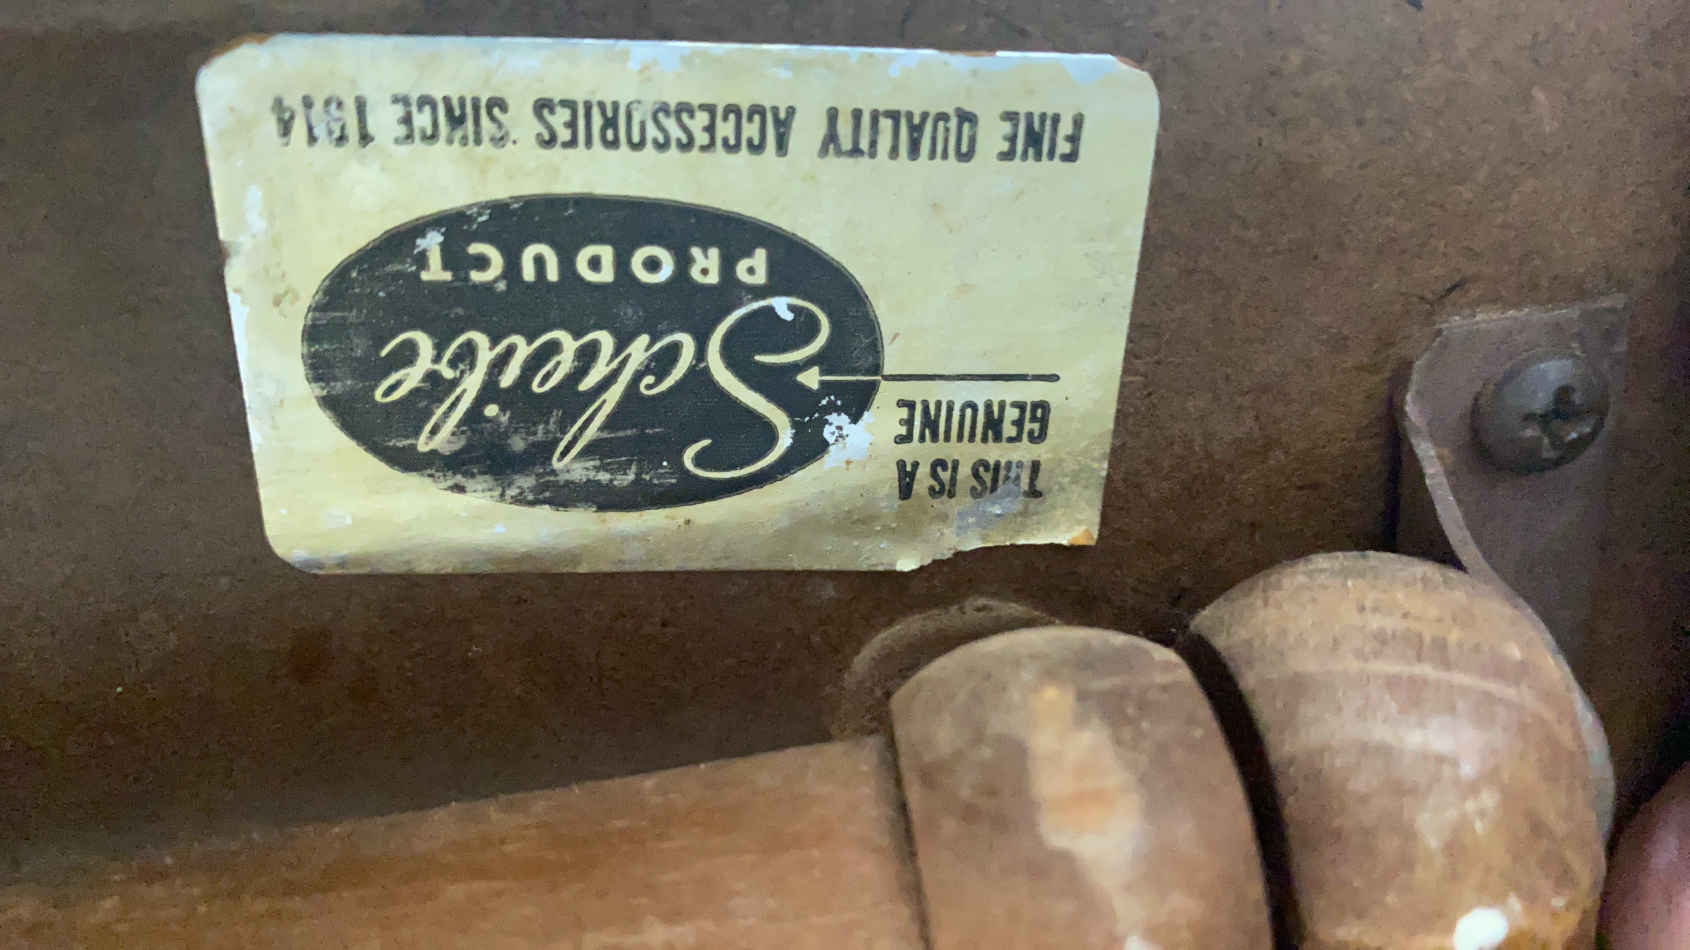 THIS IS A
GENUINE
Scheibe
PRODUCT
FINE QUALITY ACCESSORIES SINCE 1914